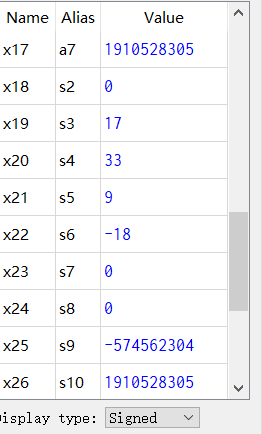 Name Alias Value
x17 a7 1910528305
x18 s2 0
x19 s3 17
x20 s4 33
x21 s5 9
x22 s6 -18
x23 s7 0
x24 s8 0
x25 s9 -574562304
x26 s10 1910528305
Display type: Signed